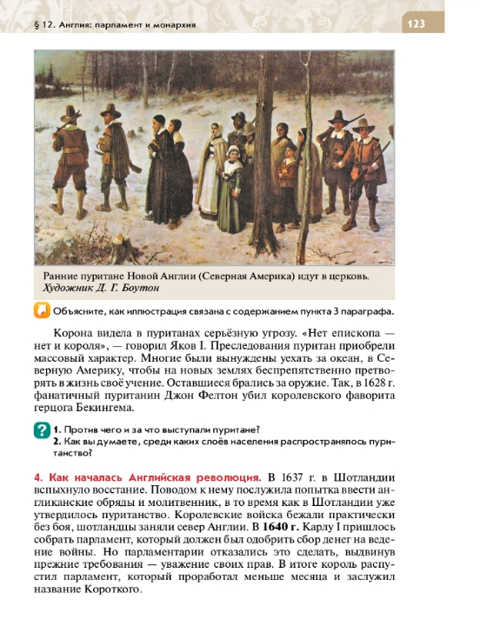 § 12. Англия: парламент и монархия
123
Ранние пуритане Новой Англии (Северная Америка) идут в церковь.
Художник Д. Г. Боутон
Объясните, как иллюстрация связана с содержанием пункта 3 параграфа.
Корона видела в пуританах серьёзную угрозу. «Нет епископа —
нет и короля», — говорил Яков I. Преследования пуритан приобрели
массовый характер. Многие были вынуждены уехать за океан, в Се-
верную Америку, чтобы на новых землях беспрепятственно претво-
рять в жизнь своё учение. Оставшиеся брались за оружие. Так, в 1628 г.
фанатичный пуританин Джон Фелтон убил королевского фаворита
герцога Бекингема.
? 1. Против чего и за что выступали пуритане?
2. Как вы думаете, среди каких слоёв населения распространялось пури-
танство?
4. Как началась Английская революция. В 1637 г. в Шотландии
вспыхнуло восстание. Поводом к нему послужила попытка ввести ан-
гликанские обряды и молитвенник, в то время как в Шотландии уже
утвердилось пуританство. Королевские войска бежали практически
без боя, шотландцы заняли север Англии. В 1640 г. Карлу I пришлось
собрать парламент, который должен был одобрить сбор денег на веде-
ние войны. Но парламентарии отказались это сделать, выдвинув
прежние требования — уважение своих прав. В итоге король распу-
стил парламент, который проработал меньше месяца и заслужил
название Короткого.